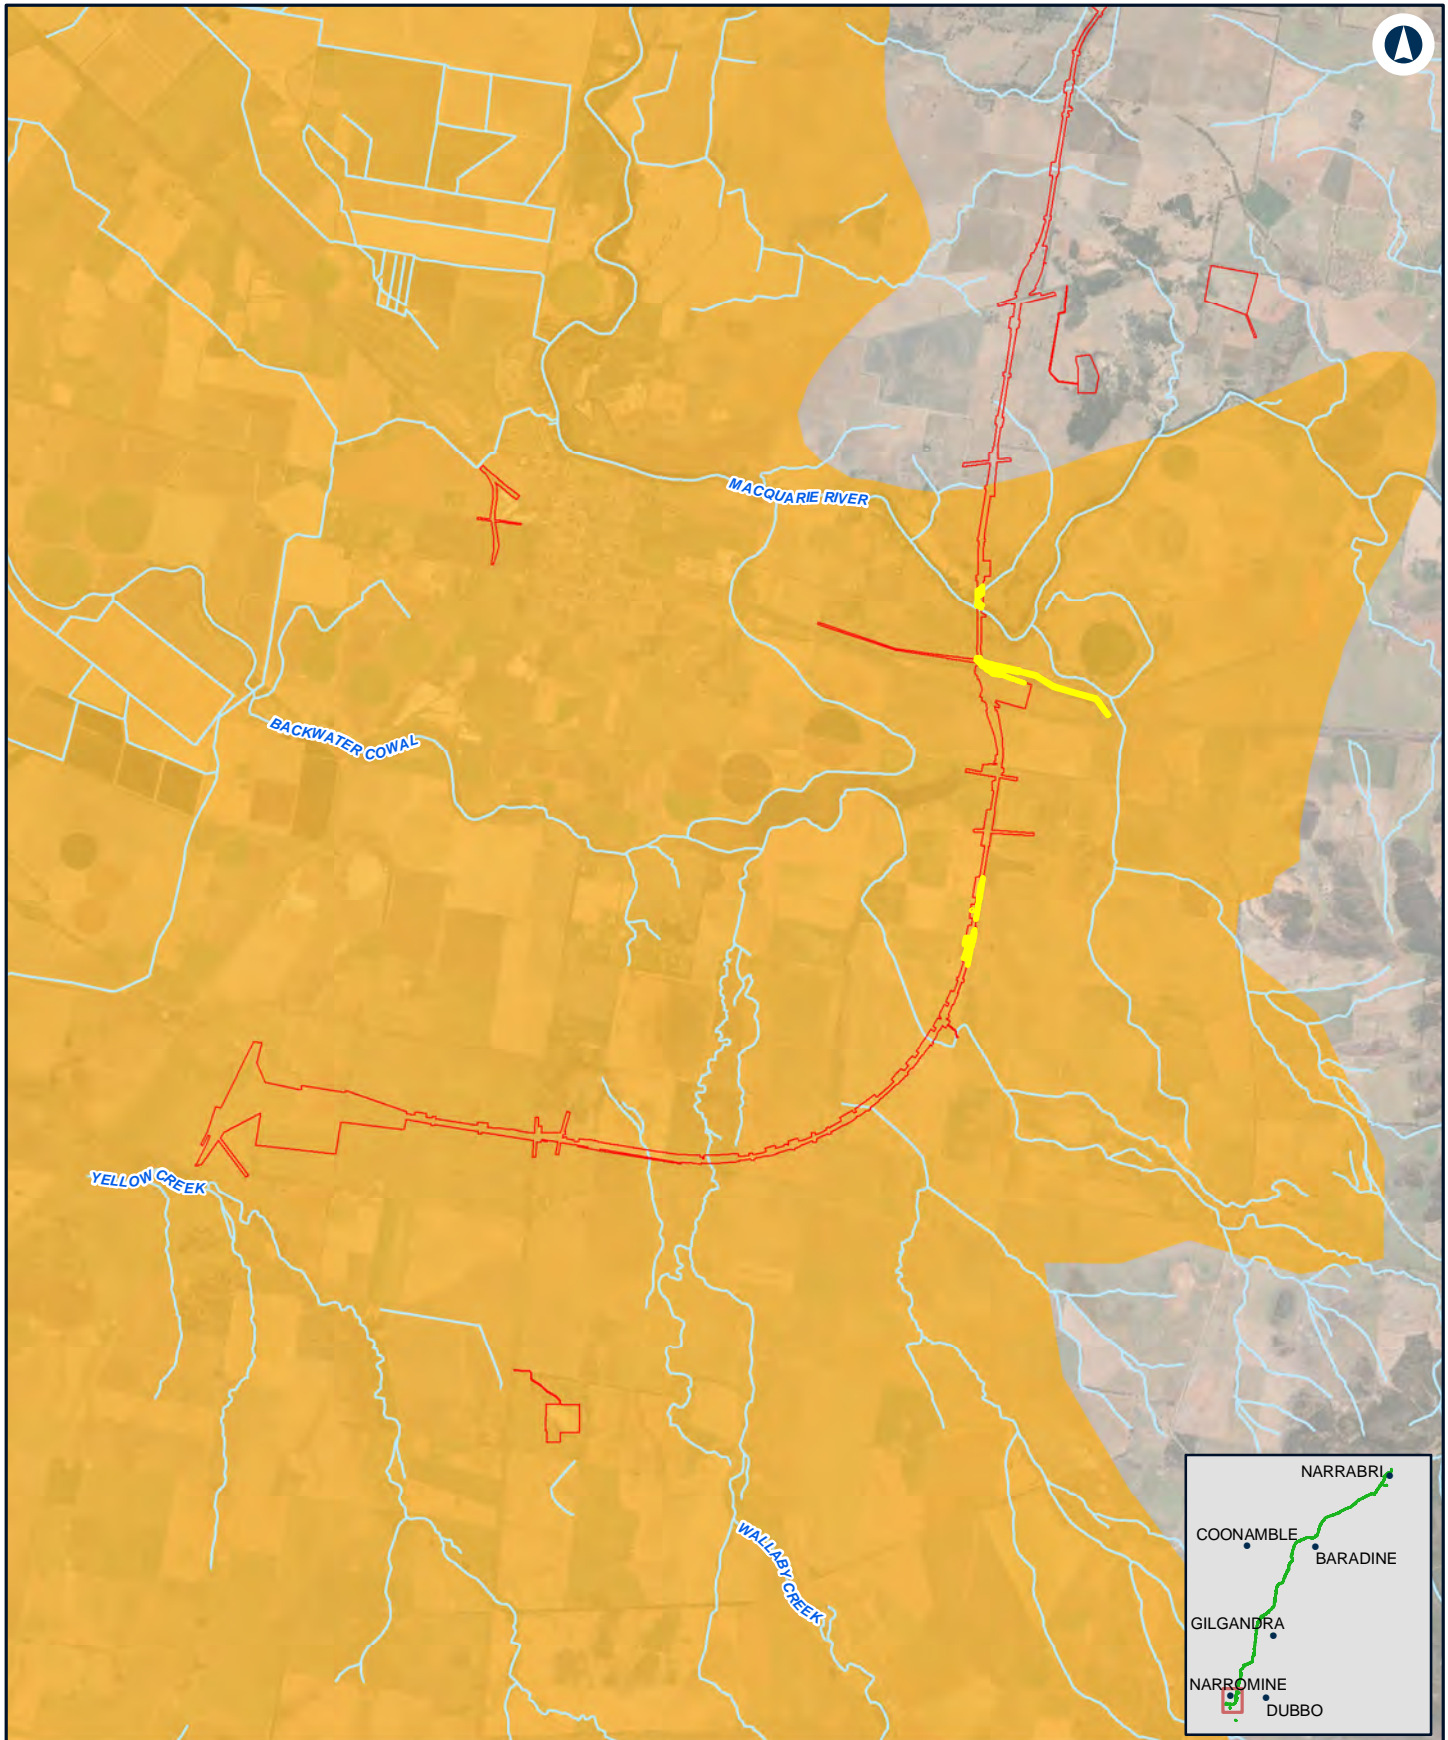 MACQUARIE RIVER
BACKWATER COWAL
YELLOW CREEK
WALLABY CREEK
NARRABRI
COONAMBLE
BARADINE
GILGANDRA
NARROMINE
DUBBO